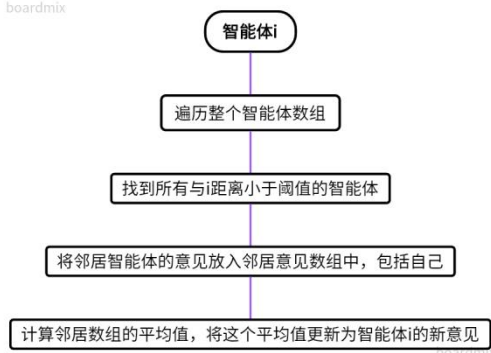 boardmix
智能体i
遍历整个智能体数组
找到所有与i距离小于阈值的智能体
将邻居智能体的意见放入邻居意见数组中，包括自己
计算邻居数组的平均值，将这个平均值更新为智能体i的新意见